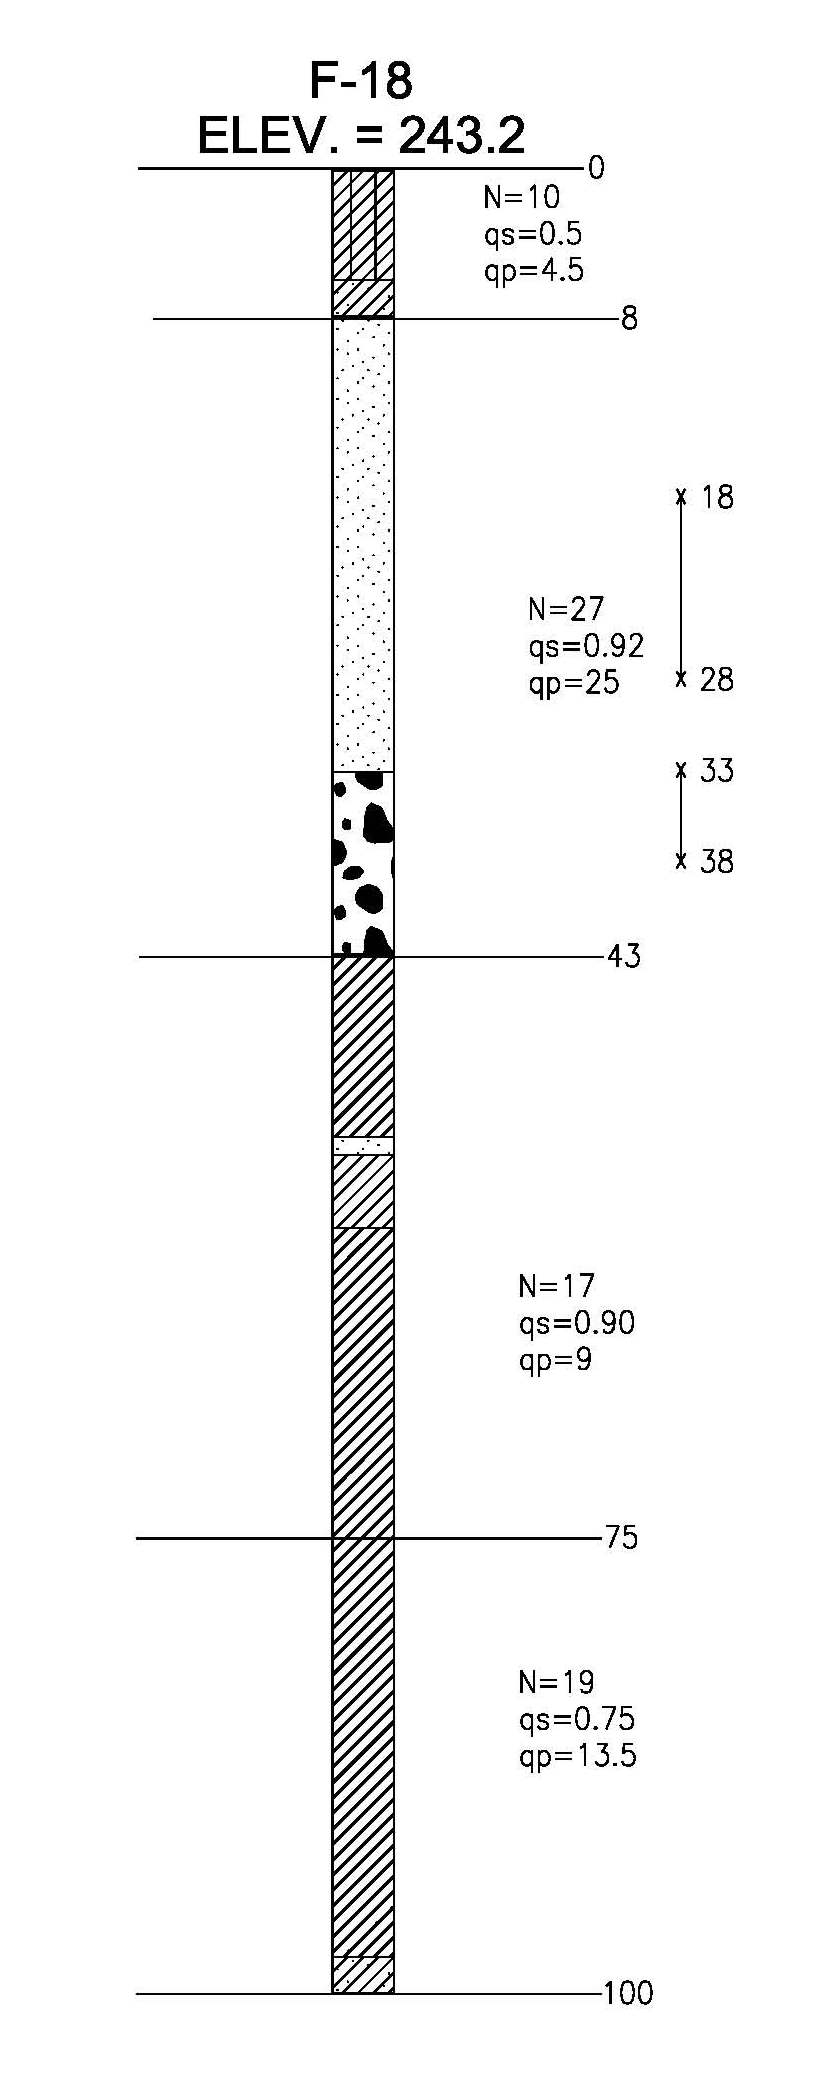 F-18
ELEV. = 243.2
0
N=10
qs=0.5
qp=4.5
8
18
N=27
qs=0.92
qp=25
28
33
38
43
N=17
qs=0.90
qp=9
75
N=19
qs=0.75
qp=13.5
100